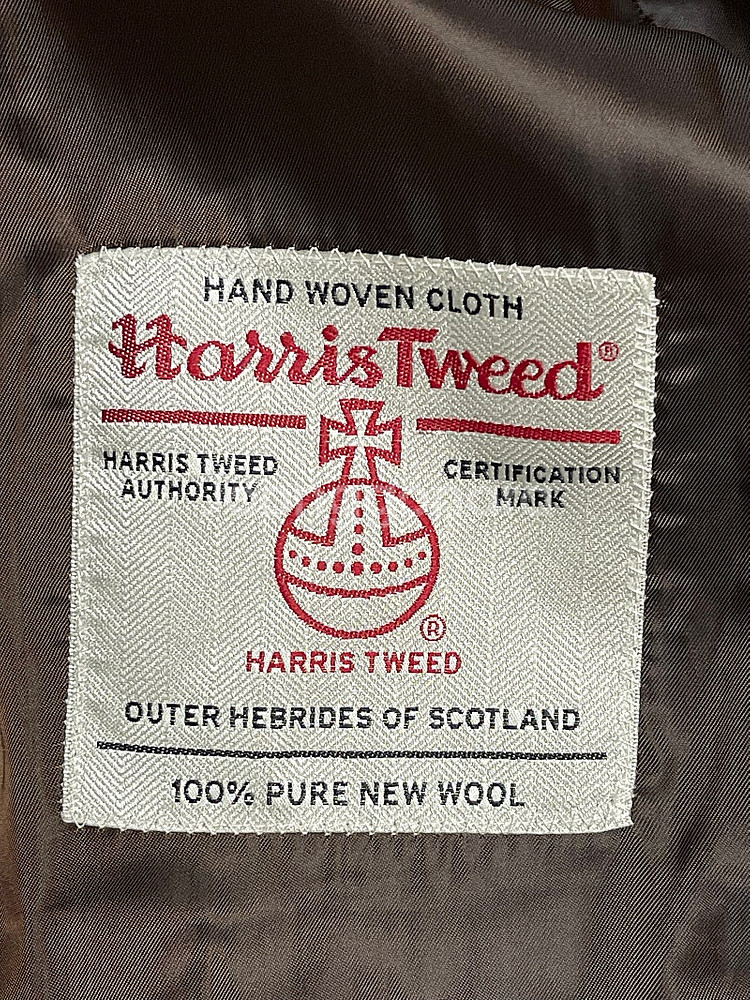 HAND WOVEN CLOTH
Harris Tweed®
HARRIS TWEED
AUTHORITY
CERTIFICATION
MARK
®
HARRIS TWEED
OUTER HEBRIDES OF SCOTLAND
100% PURE NEW WOOL